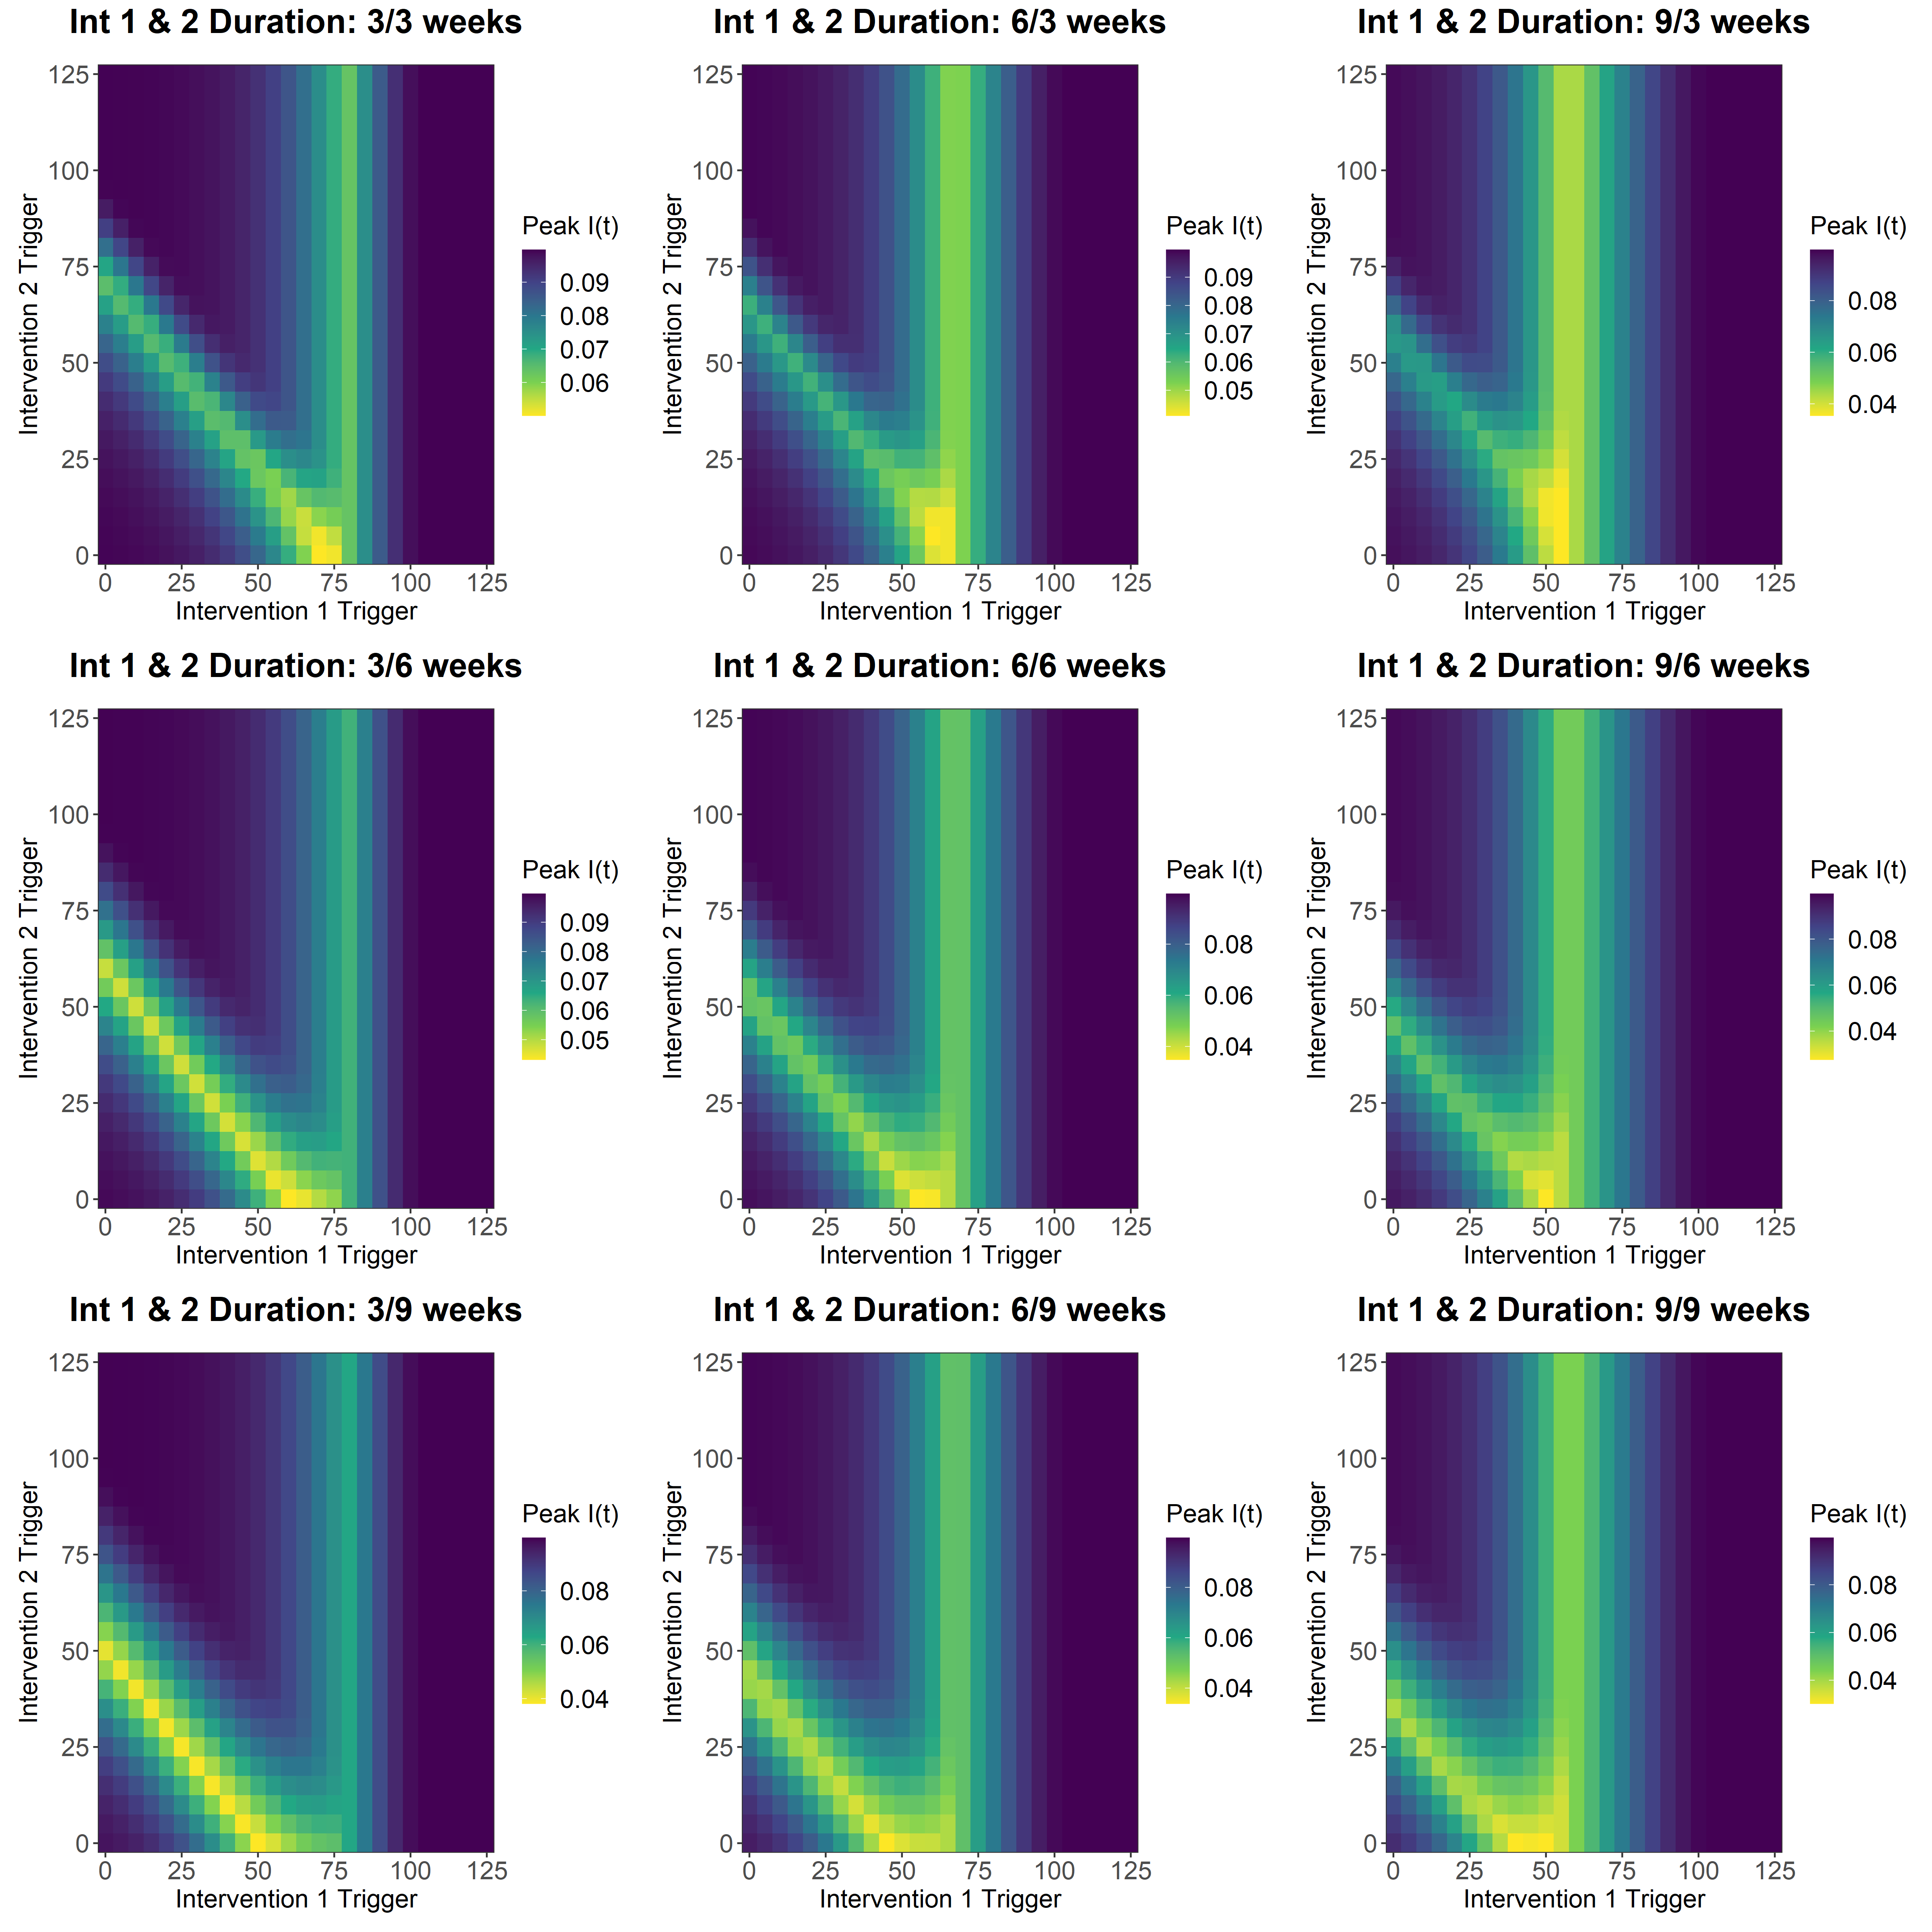 Int 1 & 2 Duration: 3/3 weeks
Intervention 2 Trigger
125
100
75
50
25
0
0 25 50 75 100 125
Intervention 1 Trigger
Peak I(t)
0.09
0.08
0.07
0.06
Int 1 & 2 Duration: 6/3 weeks
Intervention 2 Trigger
125
100
75
50
25
0
0 25 50 75 100 125
Intervention 1 Trigger
Peak I(t)
0.09
0.08
0.07
0.06
0.05
Int 1 & 2 Duration: 9/3 weeks
Intervention 2 Trigger
125
100
75
50
25
0
0 25 50 75 100 125
Intervention 1 Trigger
Peak I(t)
0.08
0.06
0.04
Int 1 & 2 Duration: 3/6 weeks
Intervention 2 Trigger
125
100
75
50
25
0
0 25 50 75 100 125
Intervention 1 Trigger
Peak I(t)
0.09
0.08
0.07
0.06
0.05
Int 1 & 2 Duration: 6/6 weeks
Intervention 2 Trigger
125
100
75
50
25
0
0 25 50 75 100 125
Intervention 1 Trigger
Peak I(t)
0.08
0.06
0.04
Int 1 & 2 Duration: 9/6 weeks
Intervention 2 Trigger
125
100
75
50
25
0
0 25 50 75 100 125
Intervention 1 Trigger
Peak I(t)
0.08
0.06
0.04
Int 1 & 2 Duration: 3/9 weeks
Intervention 2 Trigger
125
100
75
50
25
0
0 25 50 75 100 125
Intervention 1 Trigger
Peak I(t)
0.08
0.06
0.04
Int 1 & 2 Duration: 6/9 weeks
Intervention 2 Trigger
125
100
75
50
25
0
0 25 50 75 100 125
Intervention 1 Trigger
Peak I(t)
0.08
0.06
0.04
Int 1 & 2 Duration: 9/9 weeks
Intervention 2 Trigger
125
100
75
50
25
0
0 25 50 75 100 125
Intervention 1 Trigger
Peak I(t)
0.08
0.06
0.04